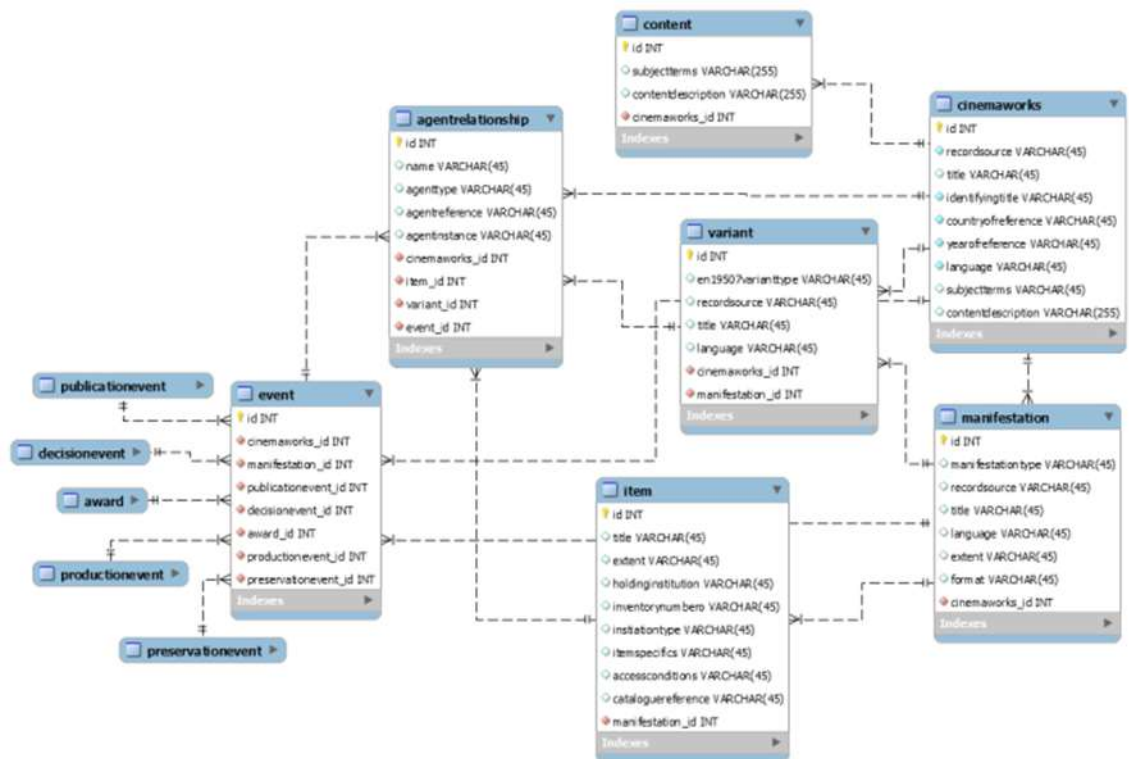 content
id INT
subjectterms VARCHAR(255)
contentdescription VARCHAR(255)
cinemaworks_id INT
Indexes
cinemaworks
id INT
recordsource VARCHAR(45)
title VARCHAR(45)
identifyingtitle VARCHAR(45)
countryofreference VARCHAR(45)
yearofreference VARCHAR(45)
language VARCHAR(45)
subjectterms VARCHAR(45)
contentdescription VARCHAR(255)
Indexes
agentrelationship
id INT
name VARCHAR(45)
agenttype VARCHAR(45)
agentreference VARCHAR(45)
agentinstance VARCHAR(45)
cinemaworks_id INT
item_id INT
variant_id INT
event_id INT
Indexes
variant
id INT
en19507varianttype VARCHAR(45)
recordsource VARCHAR(45)
title VARCHAR(45)
language VARCHAR(45)
cinemaworks_id INT
manifestation_id INT
Indexes
publicationevent
decisionevent
award
productionevent
preservationevent
event
id INT
cinemaworks_id INT
manifestation_id INT
publicationevent_id INT
decisionevent_id INT
award_id INT
productionevent_id INT
preservationevent_id INT
Indexes
item
id INT
title VARCHAR(45)
extent VARCHAR(45)
holdinginstitution VARCHAR(45)
inventorynumbero VARCHAR(45)
instiationtype VARCHAR(45)
itemspecifics VARCHAR(45)
accessconditions VARCHAR(45)
cataloguereference VARCHAR(45)
manifestation_id INT
Indexes
manifestation
id INT
manifestationtype VARCHAR(45)
recordsource VARCHAR(45)
title VARCHAR(45)
language VARCHAR(45)
extent VARCHAR(45)
format VARCHAR(45)
cinemaworks_id INT
Indexes